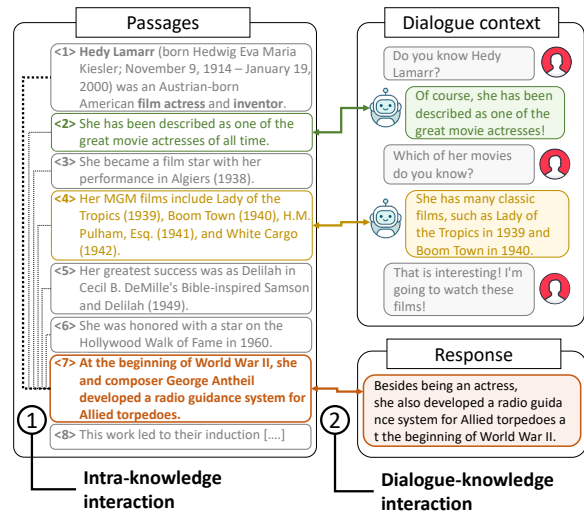 Passages
<1> Hedy Lamarr (born Hedwig Eva Maria
Kiesler; November 9, 1914 – January 19,
2000) was an Austrian-born
American film actress and inventor.
<2> She has been described as one of the
great movie actresses of all time.
<3> She became a film star with her
performance in Algiers (1938).
<4> Her MGM films include Lady of the
Tropics (1939), Boom Town (1940), H.M.
Pulham, Esq. (1941), and White Cargo
(1942).
<5> Her greatest success was as Delilah in
Cecil B. DeMille's Bible-inspired Samson
and Delilah (1949).
<6> She was honored with a star on the
Hollywood Walk of Fame in 1960.
<7> At the beginning of World War II, she
and composer George Antheil
developed a radio guidance system for
Allied torpedoes.
<8> This work led to their induction [....]
1
Intra-knowledge
interaction
Dialogue context
Do you know Hedy
Lamarr?
Of course, she has been
described as one of the
great movie actresses!
Which of her movies
do you know?
She has many classic
films, such as Lady of
the Tropics in 1939 and
Boom Town in 1940.
That is interesting! I'm
going to watch these
films!
Response
Besides being an actress,
she also developed a radio guida
nce system for Allied torpedoes a
t the beginning of World War II.
2
Dialogue-knowledge
interaction